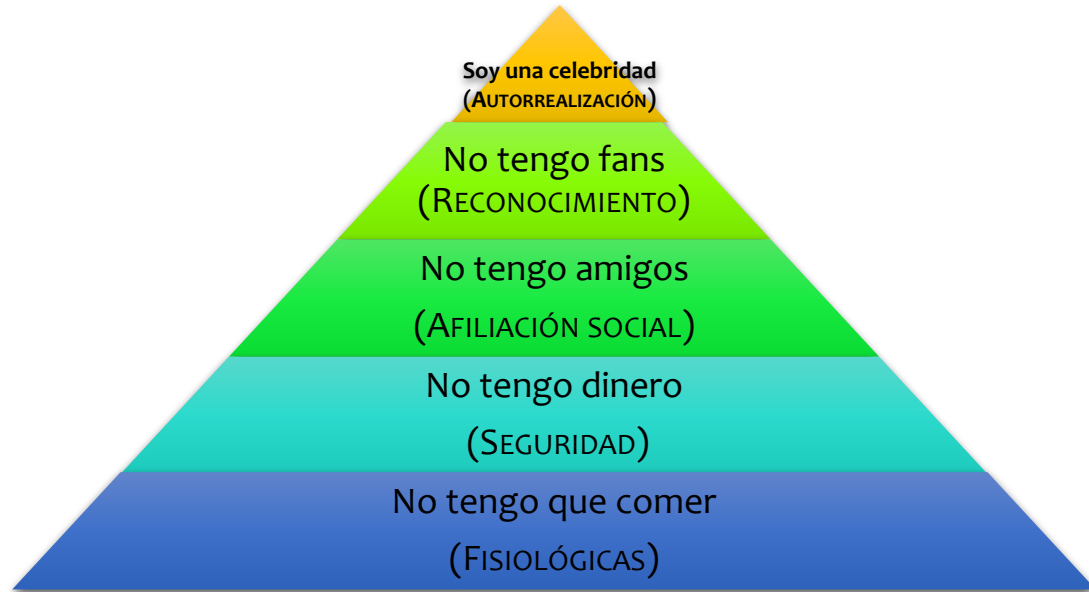 Soy una celebridad
(AUTORREALIZACIÓN)
No tengo fans
(RECONOCIMIENTO)
No tengo amigos
(AFILIACIÓN SOCIAL)
No tengo dinero
(SEGURIDAD)
No tengo que comer
(FISIOLÓGICAS)